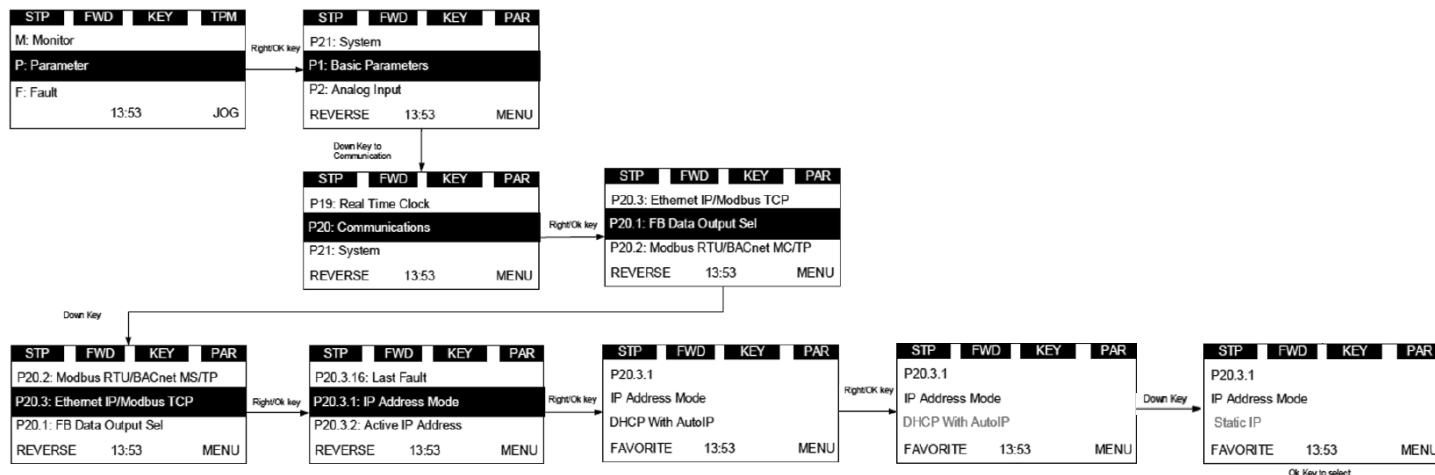 STP FWD KEY TPM
M: Monitor
P: Parameter
F: Fault
13:53 JOG
Right/OK key
STP FWD KEY PAR
P21: System
P1: Basic Parameters
P2: Analog Input
REVERSE 13:53 MENU
Down Key to
Communication
STP FWD KEY PAR
P19: Real Time Clock
P20: Communications
P21: System
REVERSE 13:53 MENU
Right/Ok key
STP FWD KEY PAR
P20.3: Ethernet IP/Modbus TCP
P20.1: FB Data Output Sel
P20.2: Modbus RTU/BACnet MC/TP
REVERSE 13:53 MENU
Down Key
STP FWD KEY PAR
P20.2: Modbus RTU/BACnet MS/TP
P20.3: Ethernet IP/Modbus TCP
P20.1: FB Data Output Sel
REVERSE 13:53 MENU
Right/Ok key
STP FWD KEY PAR
P20.3.16: Last Fault
P20.3.1: IP Address Mode
P20.3.2: Active IP Address
REVERSE 13:53 MENU
Right/Ok key
STP FWD KEY PAR
P20.3.1
IP Address Mode
DHCP With AutoIP
FAVORITE 13:53 MENU
Right/OK key
STP FWD KEY PAR
P20.3.1
IP Address Mode
DHCP With AutoIP
FAVORITE 13:53 MENU
Down Key
STP FWD KEY PAR
P20.3.1
IP Address Mode
Static IP
FAVORITE 13:53 MENU
Ok Key to select